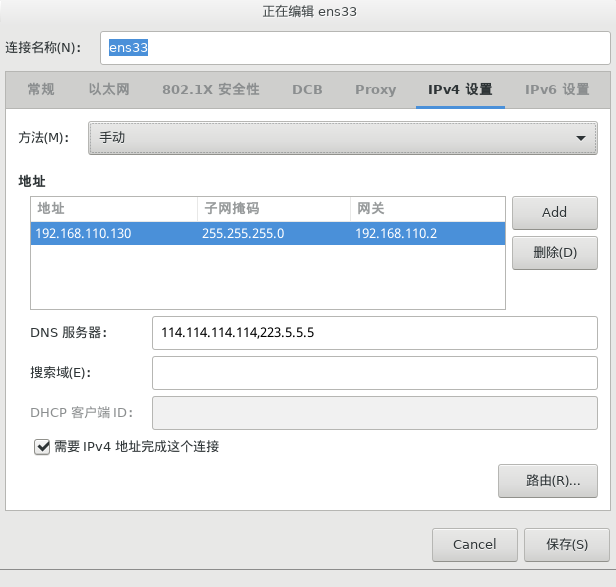 正在编辑 ens33
连接名称(N)： ens33
常规 以太网 802.1X 安全性 DCB Proxy IPv4 设置 IPv6 设置
方法(M)： 手动
地址
地址 子网掩码 网关
192.168.110.130 255.255.255.0 192.168.110.2
Add
删除(D)
DNS 服务器： 114.114.114.114,223.5.5.5
搜索域(E)：
DHCP 客户端 ID：
需要 IPv4 地址完成这个连接
路由(R)...
Cancel 保存(S)